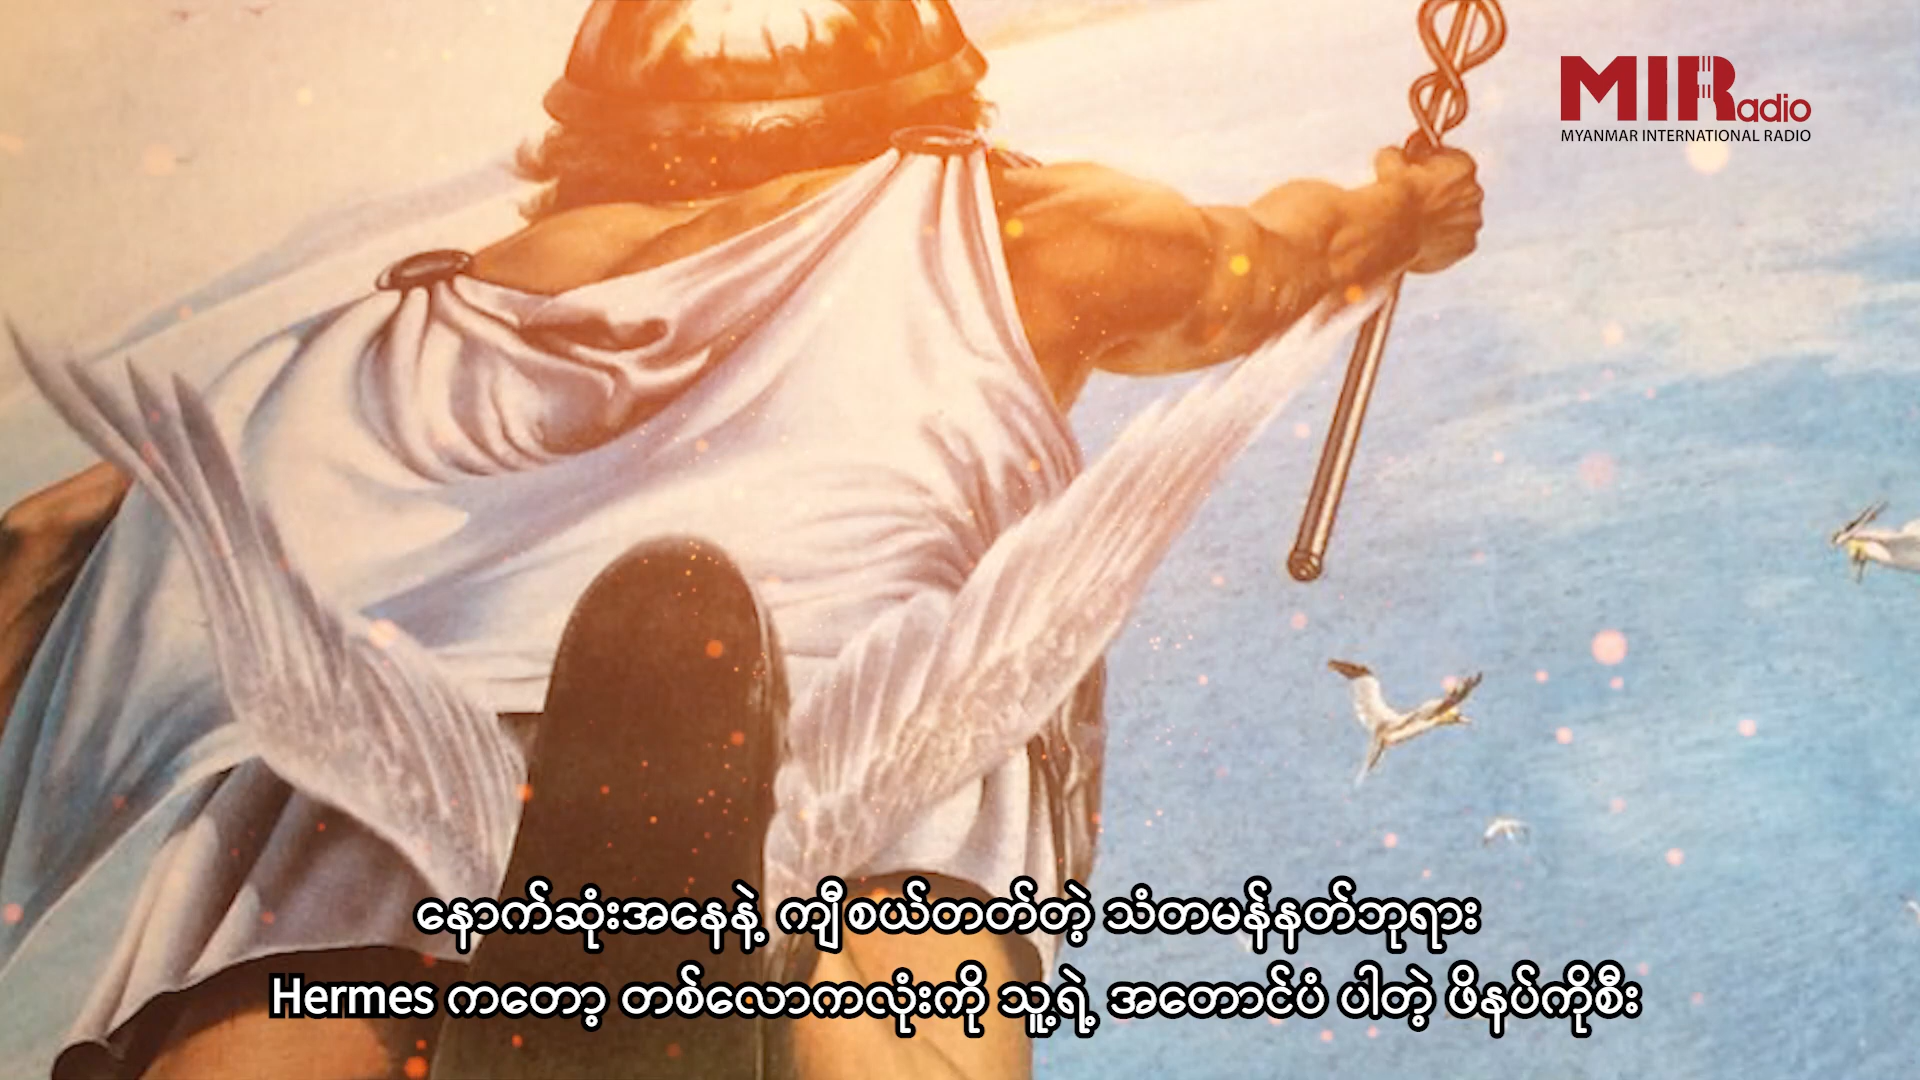 MIRadio
MYANMAR INTERNATIONAL RADIO
နောက်ဆုံးအနေနဲ့ ကျီစယ်တတ်တဲ့ သံတမန်နတ်ဘုရား
Hermes ကတော့ တစ်လောကလုံးကို သူ့ရဲ့ အတောင်ပံ ပါတဲ့ ဖိနပ်ကိုစီး